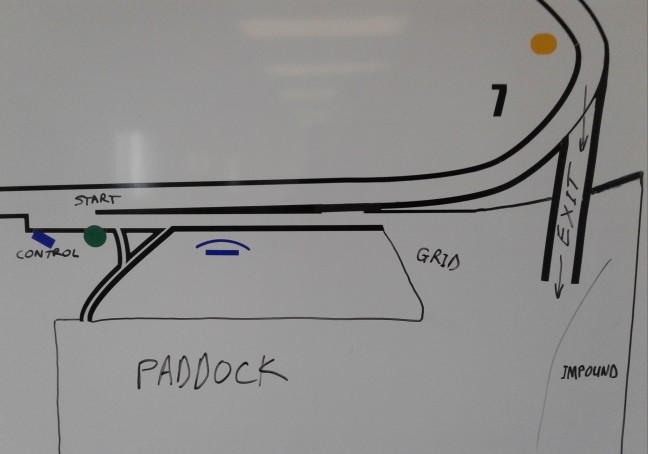 7
START
EXIT
CONTROL
GRID
PADDOCK
IMPOUND